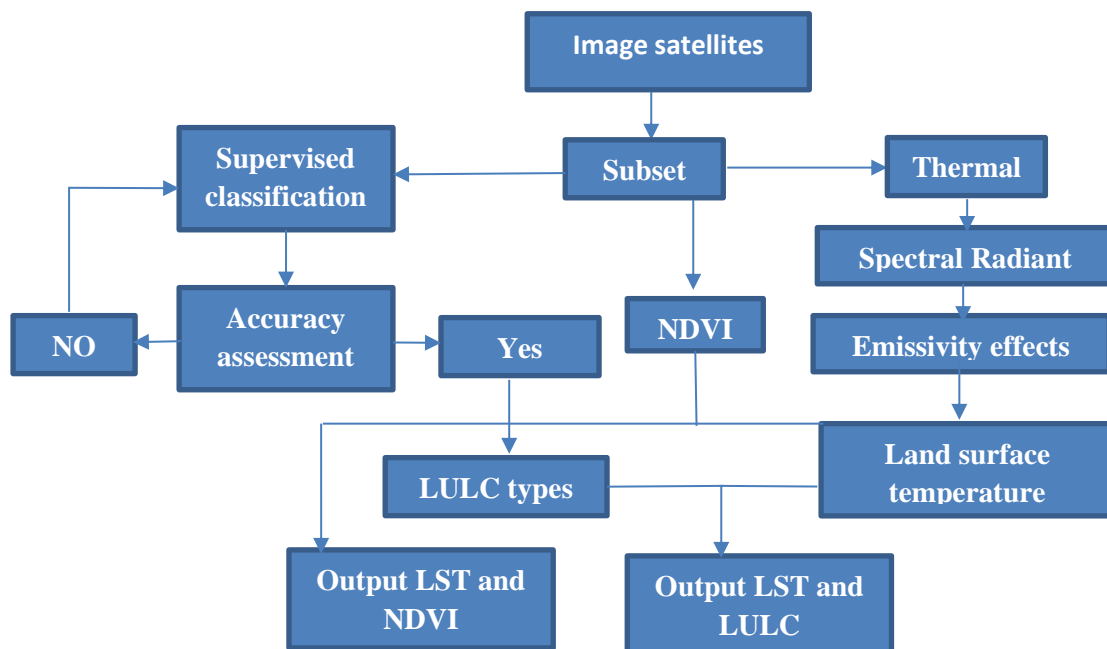 Image satellites
Supervised
classification
Subset
Thermal
Spectral Radiant
NO
Accuracy
assessment
Yes
NDVI
Emissivity effects
LULC types
Land surface
temperature
Output LST and
NDVI
Output LST and
LULC